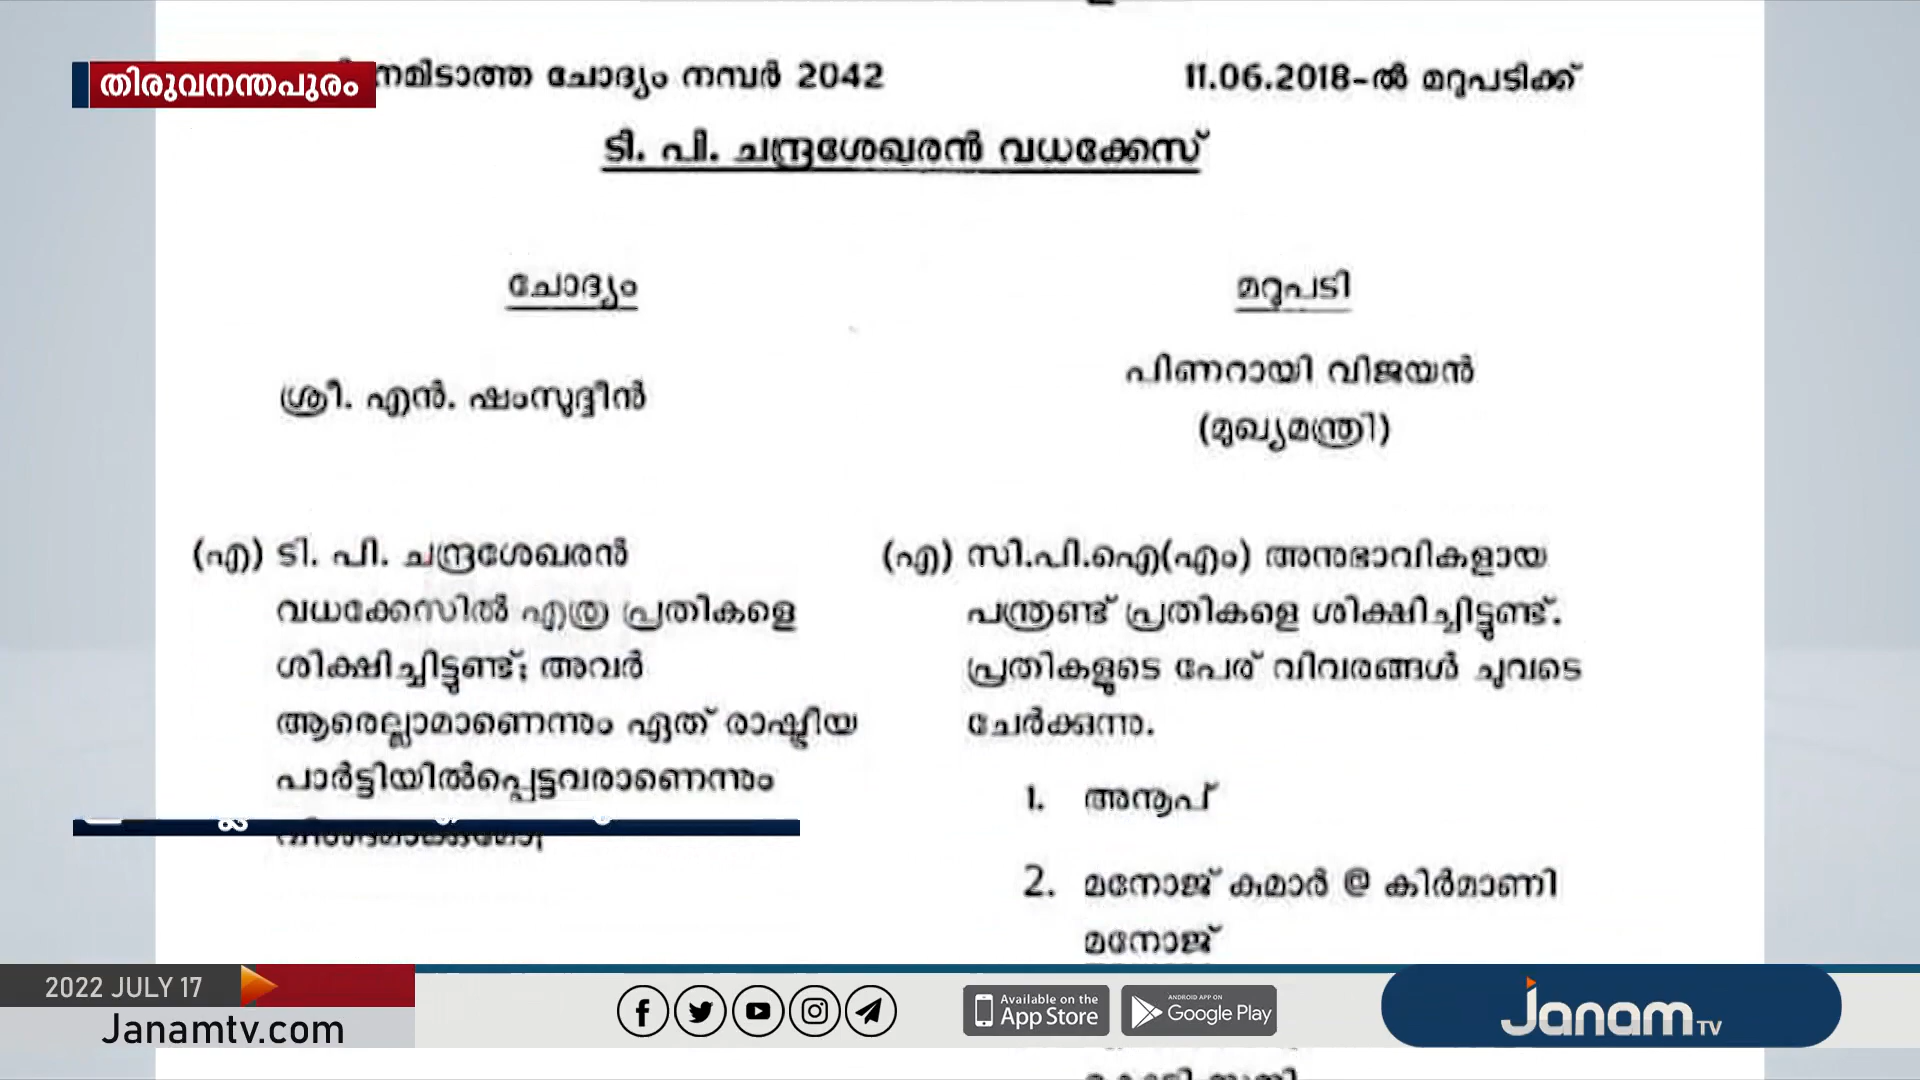 തിരുവനന്തപുരം
നമിടാത്ത ചോദ്യം നമ്പർ 2042
11.06.2018-ൽ മറുപടിക്ക്
ടി. പി. ചന്ദ്രശേഖരൻ വധക്കേസ്
ചോദ്യം
മറുപടി
ശ്രീ. എൻ. ഷംസുദ്ദീൻ
പിണറായി വിജയൻ
(മുഖ്യമന്ത്രി)
(എ) ടി. പി. ചന്ദ്രശേഖരൻ
വധക്കേസിൽ എത്ര പ്രതികളെ
ശിക്ഷിച്ചിട്ടുണ്ട്; അവർ
ആരെല്ലാമാണെന്നും ഏത് രാഷ്ട്രീയ
പാർട്ടിയിൽപ്പെട്ടവരാണെന്നും
(എ) സി.പി.ഐ(എം) അനുഭാവികളായ
പന്ത്രണ്ട് പ്രതികളെ ശിക്ഷിച്ചിട്ടുണ്ട്.
പ്രതികളുടെ പേര് വിവരങ്ങൾ ചുവടെ
ചേർക്കുന്നു.
1. അനൂപ്
2. മനോജ് കുമാർ @ കിർമാണി
മനോജ്
2022 JULY 17
Janamtv.com
Available on the
App Store
ANDROID APP ON
Google Play
Janam TV